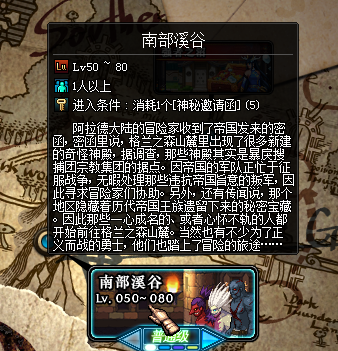 南部溪谷
Lv Lv50 ~ 80
1人以上
进入条件：消耗1个[神秘邀请函] (5)
阿拉德大陆的冒险家收到了帝国发来的密
函，密函里说，格兰之森山麓里出现了很多新建
的奇怪神殿，据调查，那些神殿其实是暴戾搜
捕团宗教集团的据点。因帝国的军队正忙于征
服战争，无暇处理那些违抗帝国旨意的叛军，因
此寻求冒险家们协助。另外，还有传闻说，那个
地区隐藏着历代帝国王族遗留下来的秘密宝藏
。因此那些一心成名的、或者心怀不轨的人都
开始前往格兰之森山麓。当然也有不少为了正
义而战的勇士，他们也踏上了冒险的旅途……
南部溪谷
Lv. 050~080
普通级